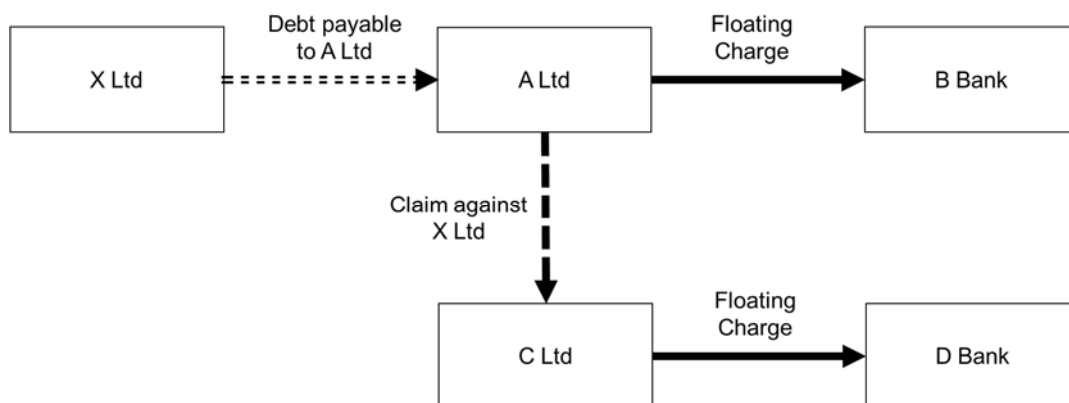 Debt payable
to A Ltd
Floating
Charge
X Ltd
A Ltd
B Bank
Claim against
X Ltd
Floating
Charge
C Ltd
D Bank